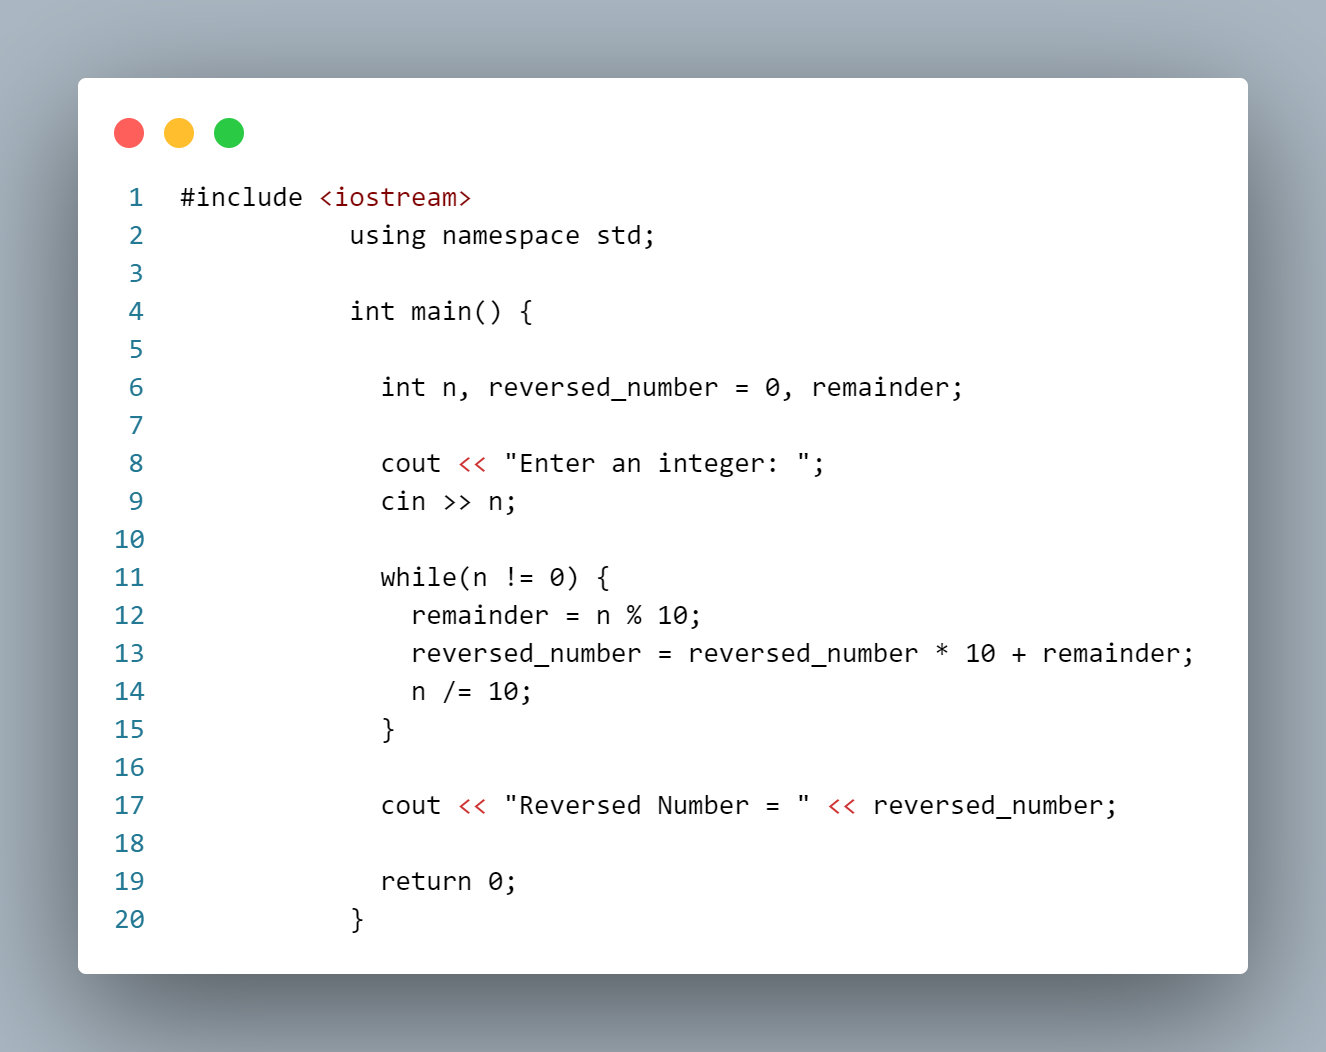 1 #include <iostream>
2 using namespace std;
3
4 int main() {
5
6 int n, reversed_number = 0, remainder;
7
8 cout << "Enter an integer: ";
9 cin >> n;
10
11 while(n != 0) {
12 remainder = n % 10;
13 reversed_number = reversed_number * 10 + remainder;
14 n /= 10;
15 }
16
17 cout << "Reversed Number = " << reversed_number;
18
19 return 0;
20 }